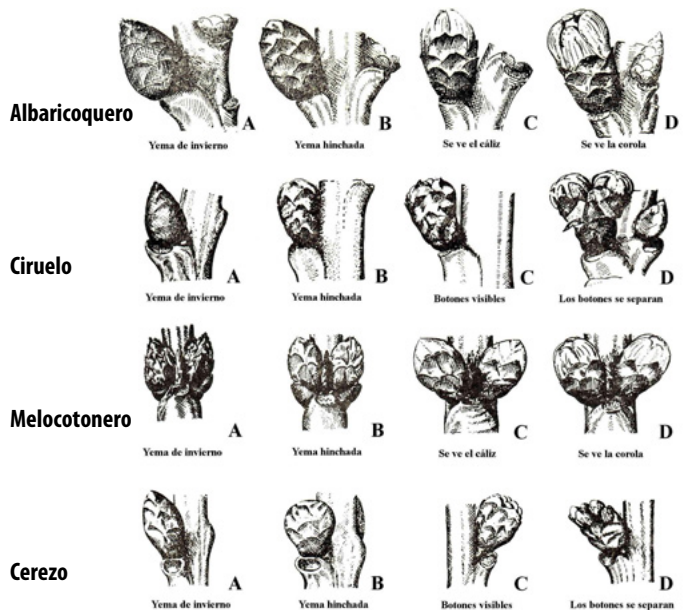 Albaricoquero
A B C D
Yema de invierno Yema hinchada Se ve el cáliz Se ve la corola
Ciruelo
A B C D
Yema de invierno Yema hinchada Botones visibles Los botones se separan
Melocotonero
A B C D
Yema de invierno Yema hinchada Se ve el cáliz Se ve la corola
Cerezo
A B C D
Yema de invierno Yema hinchada Botones visibles Los botones se separan